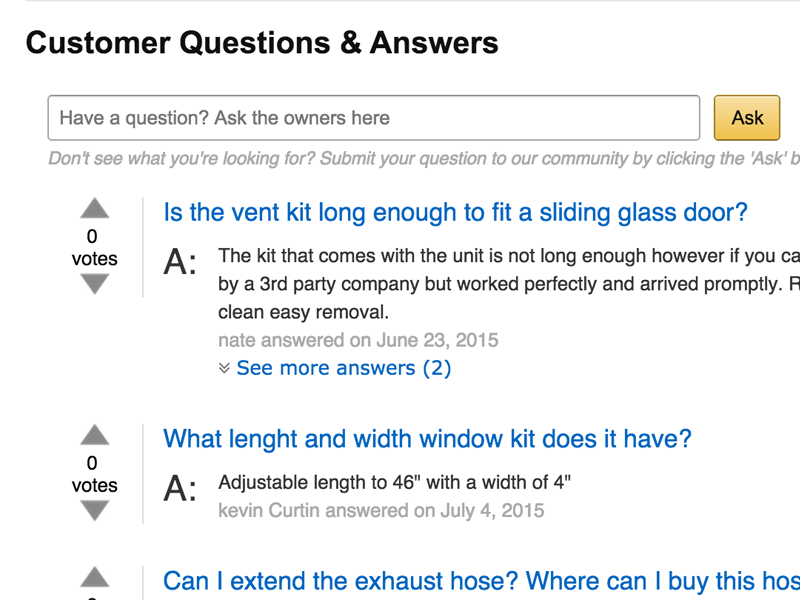 Customer Questions & Answers
Have a question? Ask the owners here
Ask
Don't see what you're looking for? Submit your question to our community by clicking the 'Ask' b
0
votes
Is the vent kit long enough to fit a sliding glass door?
A: The kit that comes with the unit is not long enough however if you ca
by a 3rd party company but worked perfectly and arrived promptly. R
clean easy removal.
nate answered on June 23, 2015
See more answers (2)
0
votes
What lenght and width window kit does it have?
A: Adjustable length to 46" with a width of 4"
kevin Curtin answered on July 4, 2015
Can I extend the exhaust hose? Where can I buy this hos